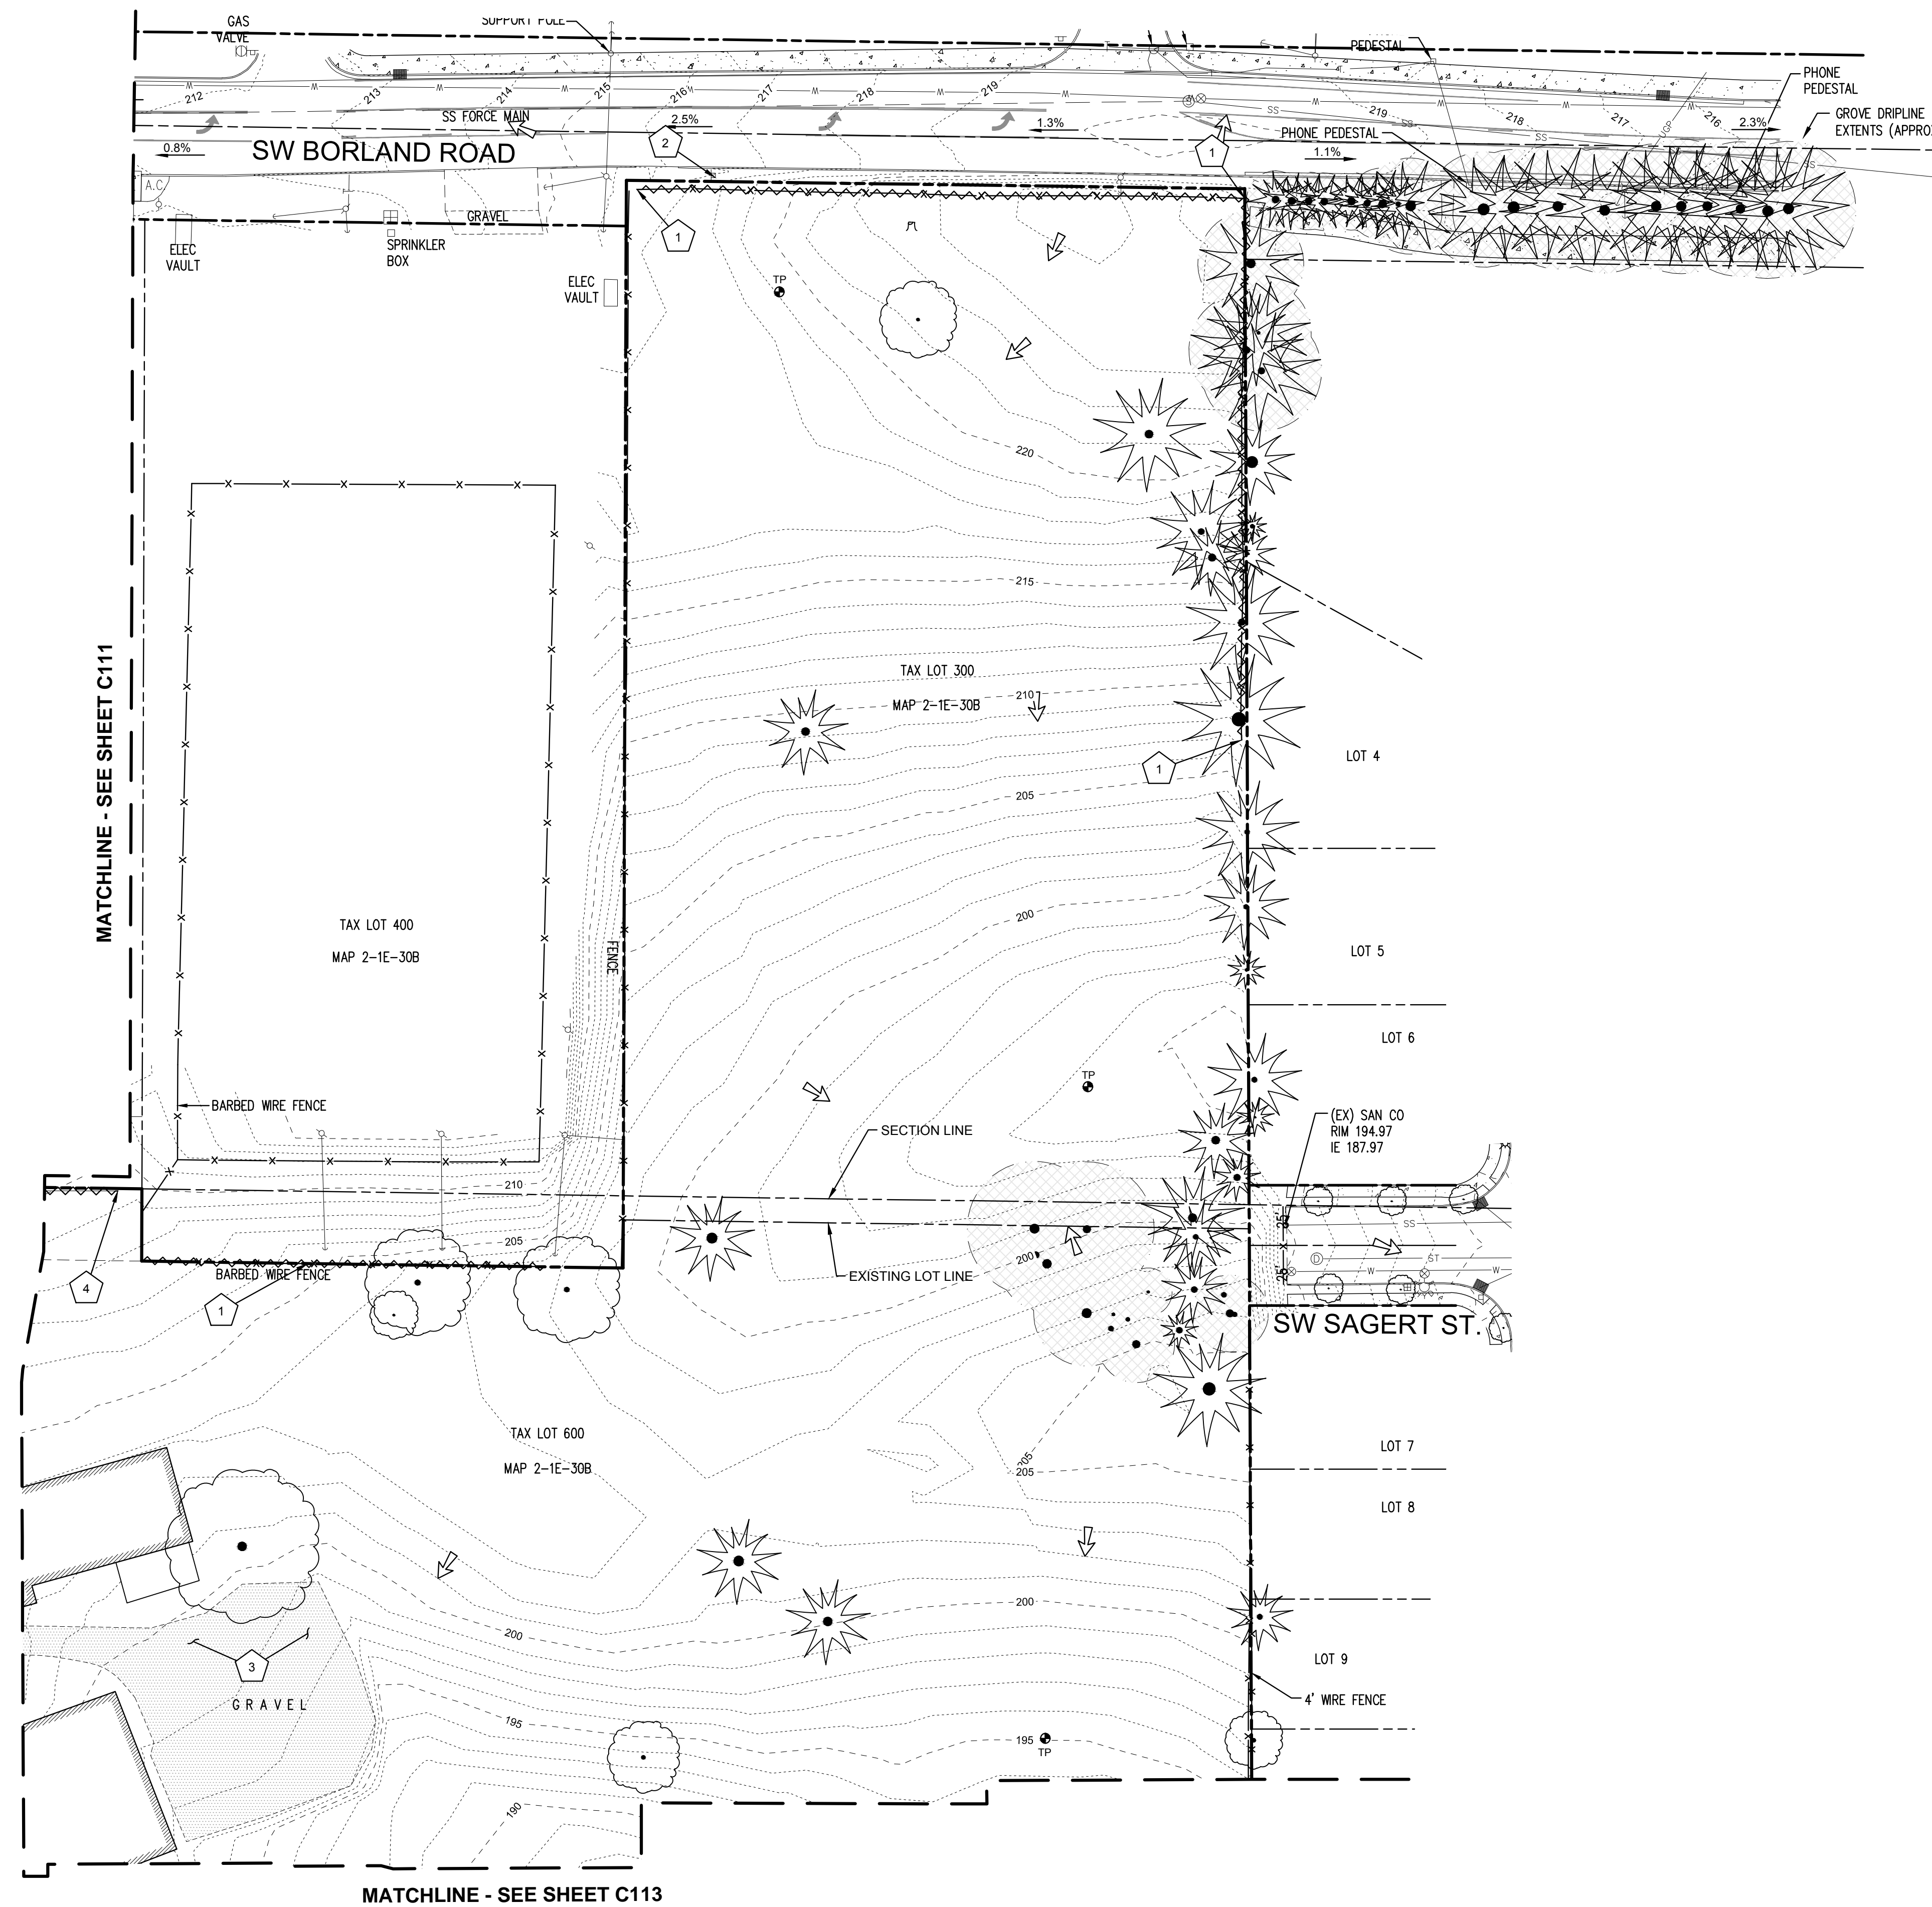 GAS
VALVE
SUPPORT POLE
PEDESTAL
PHONE
PEDESTAL
GROVE DRIPLINE
212
213
214
215
216
217
218
219
219
218
217
216
W
SS FORCE MAIN
2.5%
1.3%
PHONE PEDESTAL
2.3%
0.8%
SW BORLAND ROAD
2
1
1.1%
UGP
SS
A.C.
GRAVEL
ELEC
VAULT
SPRINKLER
BOX
1
ELEC
VAULT
TP
220
215
MATCHLINE - SEE SHEET C111
TAX LOT 300
MAP 2-1E-30B
210
1
LOT 4
205
200
TAX LOT 400
MAP 2-1E-30B
FENCE
LOT 5
LOT 6
TP
BARBED WIRE FENCE
SECTION LINE
(EX) SAN CO
RIM 194.97
IE 187.97
210
205
200
25'
25'
SS
ST
D
W
EXISTING LOT LINE
BARBED WIRE FENCE
4
1
SW SAGERT ST.
TAX LOT 600
MAP 2-1E-30B
205
205
LOT 7
LOT 8
200
200
3
GRAVEL
LOT 9
4' WIRE FENCE
195
195
TP
190
MATCHLINE - SEE SHEET C113